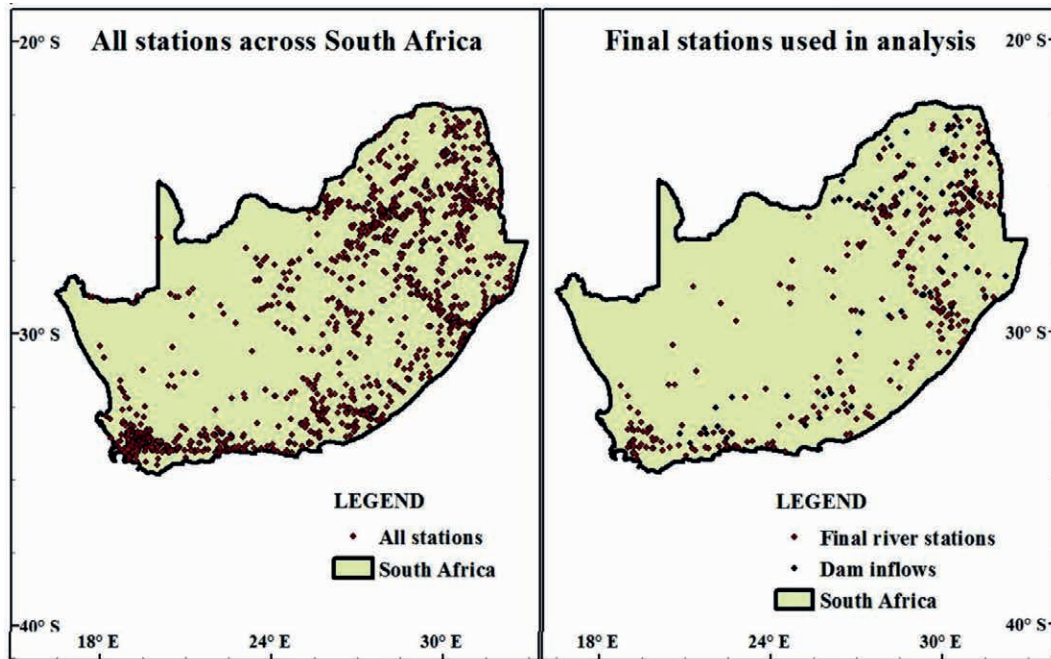 All stations across South Africa
20° S
30° S
40° S
LEGEND
All stations
South Africa
18° E
24° E
30° E
Final stations used in analysis
20° S
30° S
40° S
LEGEND
Final river stations
Dam inflows
South Africa
18° E
24° E
30° E